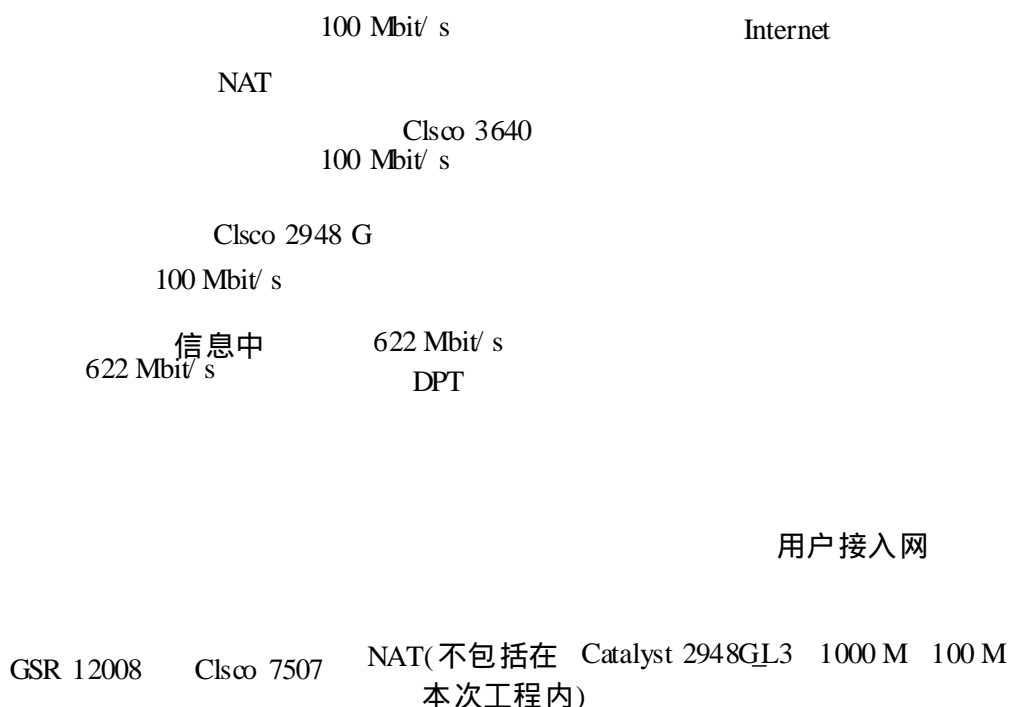 100 Mbit/ s
Internet
NAT
Clsco 3640
100 Mbit/ s
Clsco 2948 G
100 Mbit/ s
信息中
622 Mbit/ s
622 Mbit/ s
DPT
用户接入网
GSR 12008
Clsco 7507
NAT(不包括在
本次工程内)
Catalyst 2948GL3
1000 M
100 M